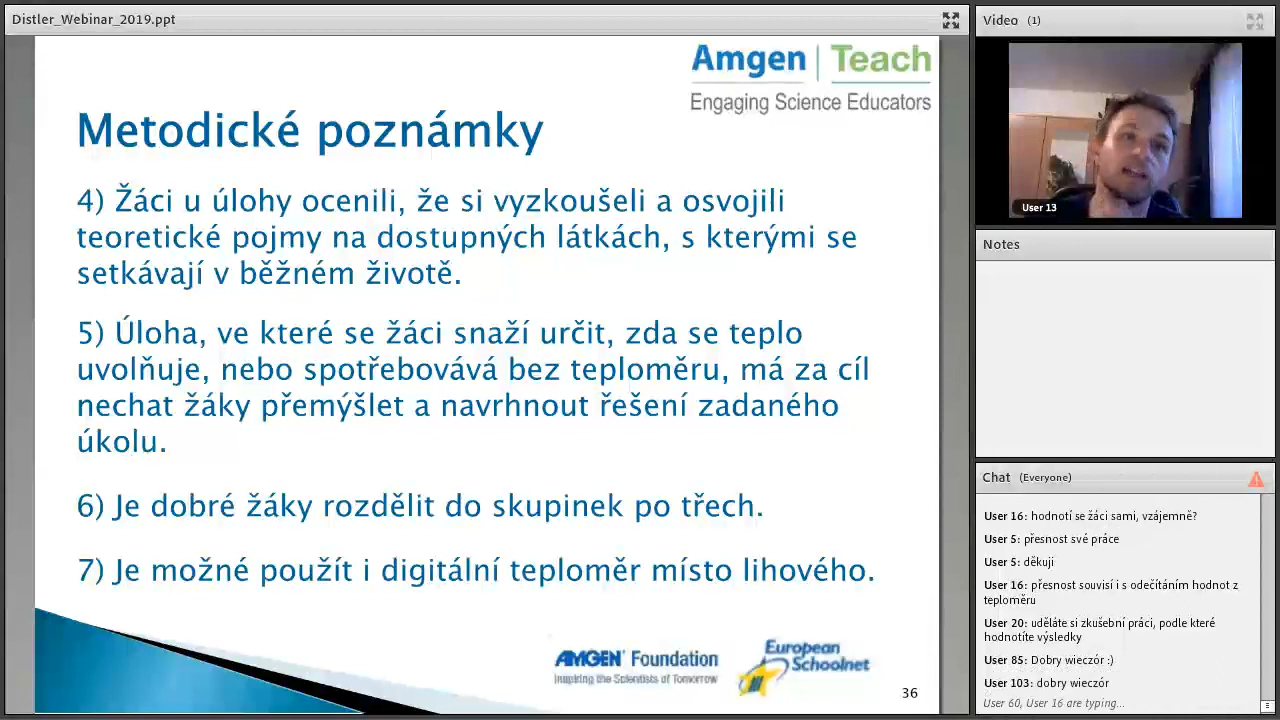 Distler_Webinar_2019.ppt
Amgen | Teach
Engaging Science Educators
Metodické poznámky
4) Žáci u úlohy ocenili, že si vyzkoušeli a osvojili
teoretické pojmy na dostupných látkách, s kterými se
setkávají v běžném životě.
5) Úloha, ve které se žáci snaží určit, zda se teplo
uvolňuje, nebo spotřebovává bez teploměru, má za cíl
nechat žáky přemýšlet a navrhnout řešení zadaného
úkolu.
6) Je dobré žáky rozdělit do skupinek po třech.
7) Je možné použít i digitální teploměr místo lihového.
AMGEN Foundation
Inspiring the Scientists of Tomorrow
European
Schoolnet
36
Video (1)
User 13
Notes
Chat (Everyone)
User 16: hodnotí se žáci sami, vzájemně?
User 5: přesnost své práce
User 5: děkuji
User 16: přesnost souvisí i s odečítáním hodnot z
teploměru
User 20: uděláte si zkušební práci, podle které
hodnotíte výsledky
User 85: Dobry wieczór :)
User 103: dobry wieczór
User 60, User 16 are typing...